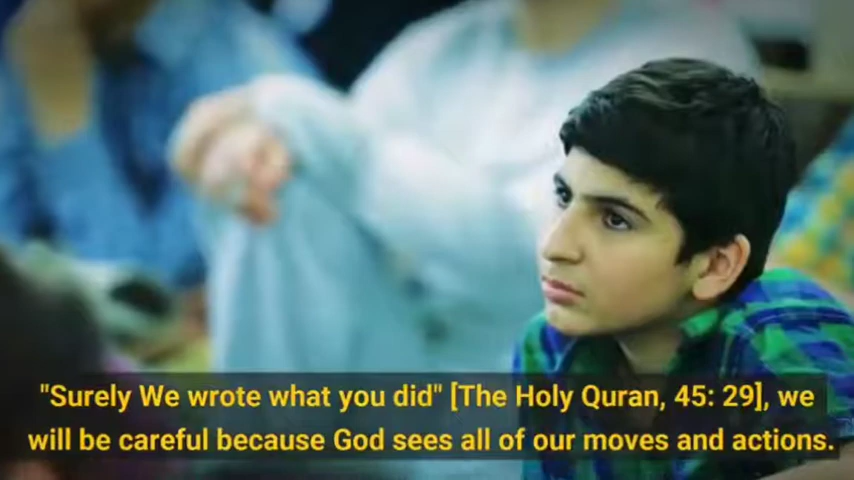 "Surely We wrote what you did" [The Holy Quran, 45: 29], we
will be careful because God sees all of our moves and actions.